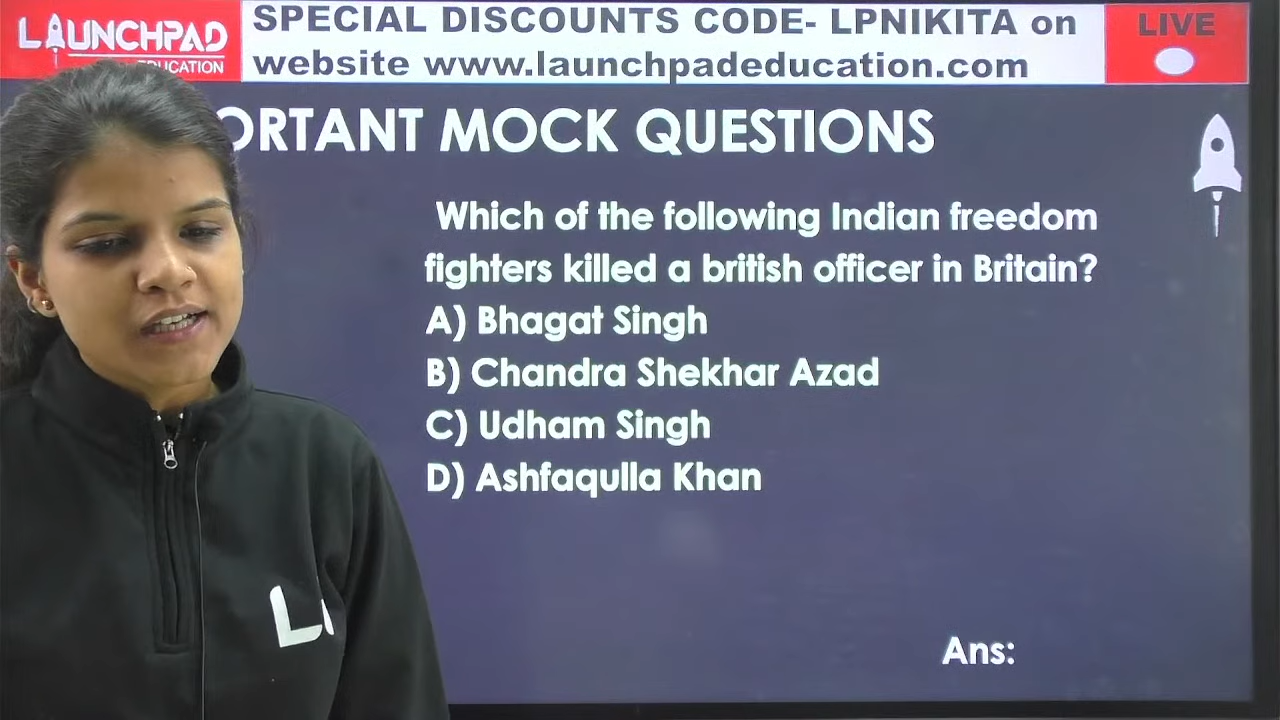 LAUNCHPAD
EDUCATION
SPECIAL DISCOUNTS CODE- LPNIKITA on
website www.launchpadeducation.com
LIVE
ORTANT MOCK QUESTIONS
Which of the following Indian freedom
fighters killed a british officer in Britain?
A) Bhagat Singh
B) Chandra Shekhar Azad
C) Udham Singh
D) Ashfaqulla Khan
L
Ans: